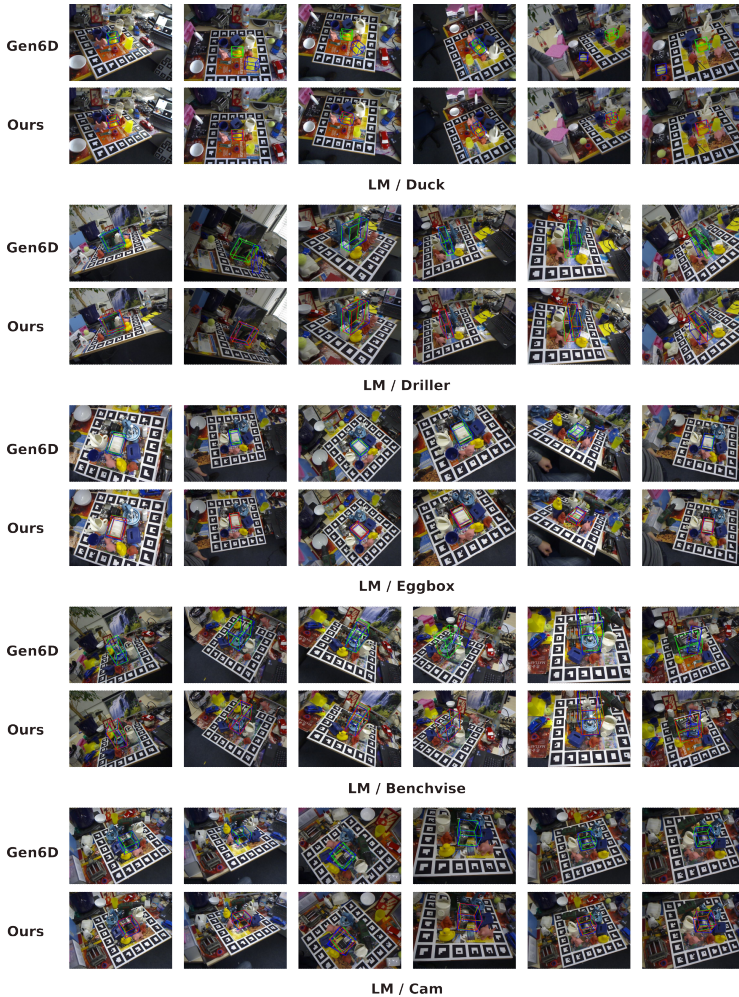 Gen6D
Ours
LM / Duck
Gen6D
Ours
LM / Driller
Gen6D
Ours
LM / Eggbox
Gen6D
Ours
LM / Benchvise
Gen6D
Ours
LM / Cam